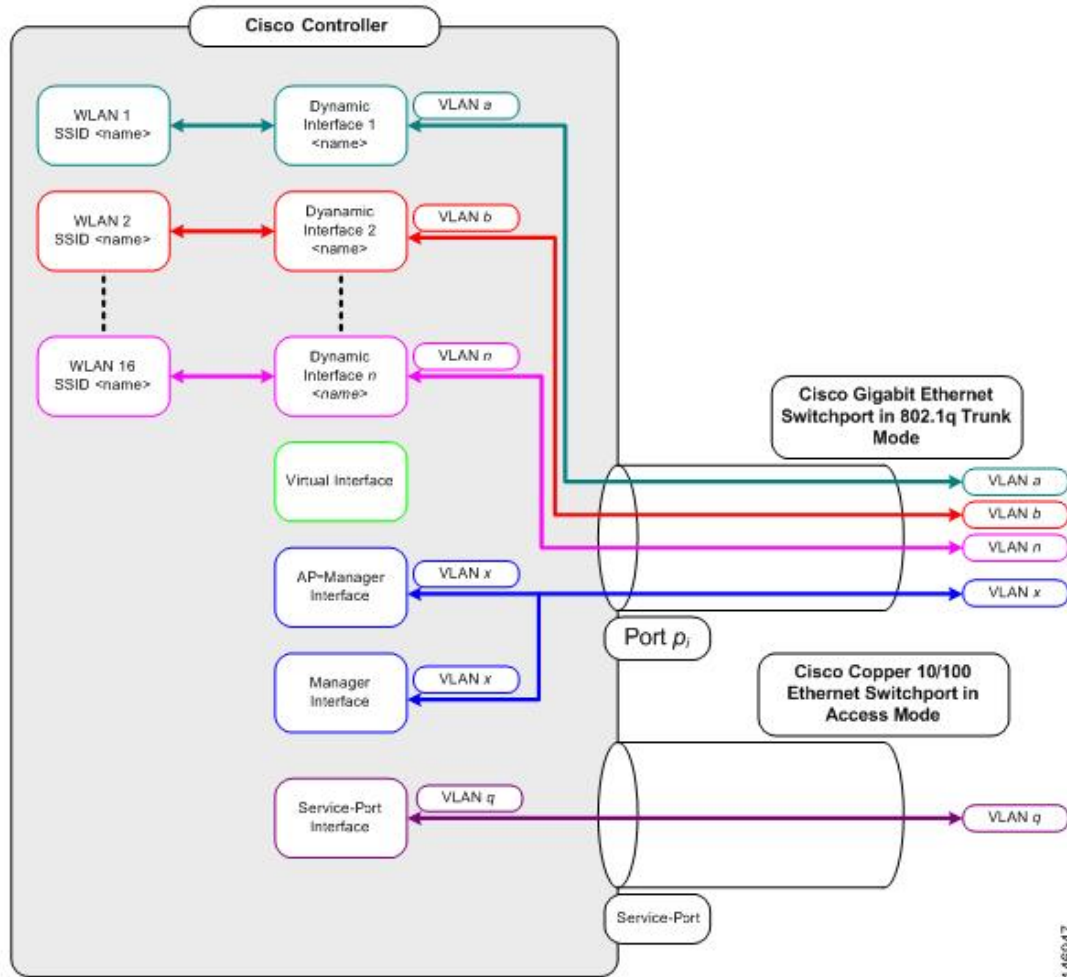 Cisco Controller
WLAN 1
SSID <name>
Dynamic
Interface 1
<name>
VLAN a
WLAN 2
SSID <name>
Dyanamic
Interface 2
<name>
VLAN b
WLAN 16
SSID <name>
Dynamic
Interface n
<name>
VLAN n
Virtual Interface
AP-Manager
Interface
VLAN x
Manager
Interface
VLAN x
Service-Port
Interface
VLAN q
Cisco Gigabit Ethernet
Switchport in 802.1q Trunk
Mode
VLAN a
VLAN b
VLAN n
VLAN x
Port pi
Cisco Copper 10/100
Ethernet Switchport in
Access Mode
VLAN q
Service-Port
146947